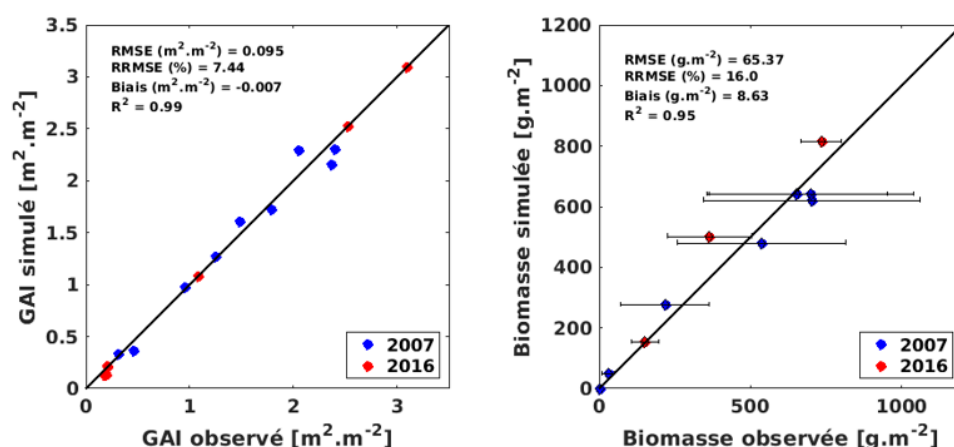 3.5
3
2.5
2
1.5
1
0.5
0
0
1
2
3
GAI simulé [m².m⁻²]
GAI observé [m².m⁻²]
RMSE (m².m⁻²) = 0.095
RRMSE (%) = 7.44
Biais (m².m⁻²) = -0.007
R² = 0.99
2007
2016
1200
1000
800
600
400
200
0
0
500
1000
Biomasse simulée [g.m⁻²]
Biomasse observée [g.m⁻²]
RMSE (g.m⁻²) = 65.37
RRMSE (%) = 16.0
Biais (g.m⁻²) = 8.63
R² = 0.95
2007
2016